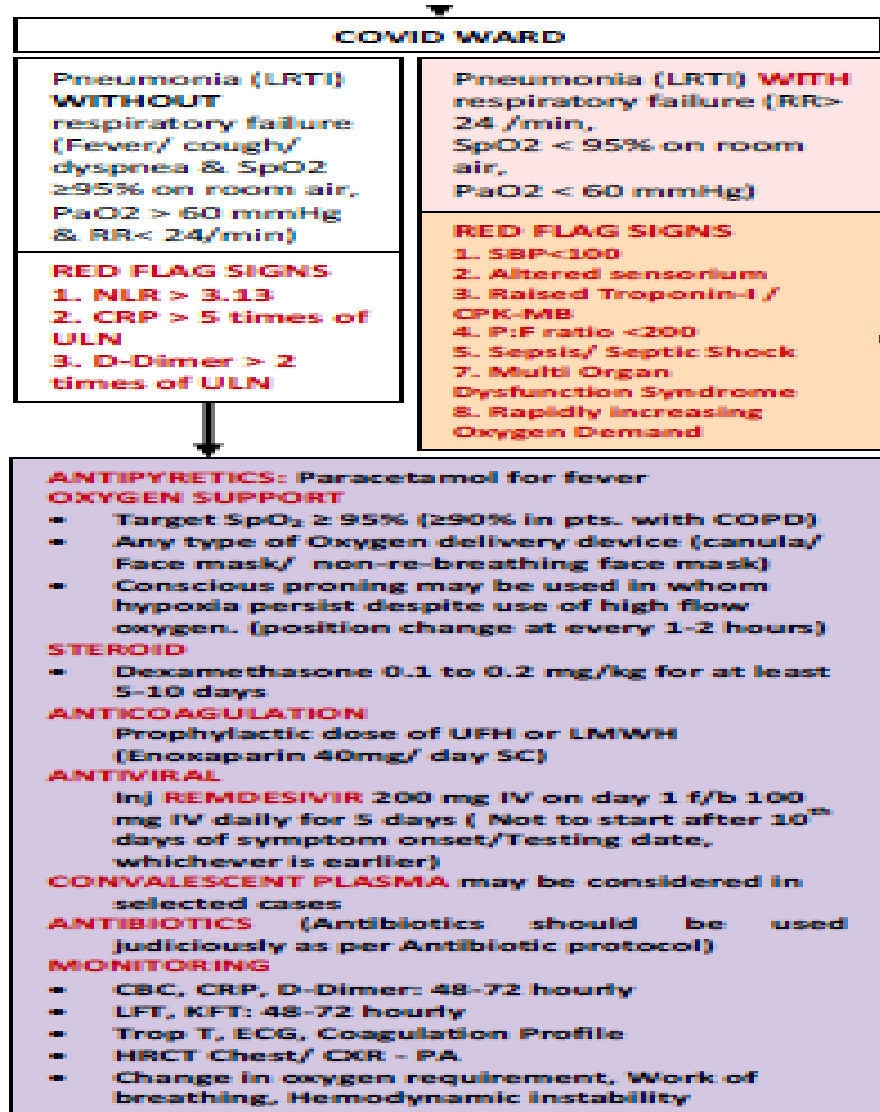 COVID WARD
Pneumonia (LRTI)
WITHOUT
respiratory failure
(Fever/ cough/
dyspnea & SpO2
≥95% on room air,
PaO2 > 60 mmHg
& RR< 24/min)
RED FLAG SIGNS
1. NLR > 3.13
2. CRP > 5 times of
ULN
3. D-Dimer > 2
times of ULN
Pneumonia (LRTI) WITH
respiratory failure (RR>
24 /min,
SpO2 < 95% on room
air,
PaO2 < 60 mmHg)
RED FLAG SIGNS
1. SBP<100
2. Altered sensorium
3. Raised Troponin-I /
CPK-MB
4. P:F ratio <200
5. Sepsis/ Septic Shock
7. Multi Organ
Dysfunction Syndrome
8. Rapidly increasing
Oxygen Demand
ANTIPYRETICS: Paracetamol for fever
OXYGEN SUPPORT
• Target SpO₂ ≥ 95% (≥90% in pts. with COPD)
• Any type of Oxygen delivery device (canula/
Face mask/ non-re-breathing face mask)
• Conscious proning may be used in whom
hypoxia persist despite use of high flow
oxygen. (position change at every 1-2 hours)
STEROID
• Dexamethasone 0.1 to 0.2 mg/kg for at least
5-10 days
ANTICOAGULATION
Prophylactic dose of UFH or LMWH
(Enoxaparin 40mg/ day SC)
ANTIVIRAL
Inj REMDESIVIR 200 mg IV on day 1 f/b 100
mg IV daily for 5 days ( Not to start after 10th
days of symptom onset/Testing date,
whichever is earlier)
CONVALESCENT PLASMA may be considered in
selected cases
ANTIBIOTICS (Antibiotics should be used
judiciously as per Antibiotic protocol)
MONITORING
• CBC, CRP, D-Dimer: 48-72 hourly
• LFT, KFT: 48-72 hourly
• Trop T, ECG, Coagulation Profile
• HRCT Chest/ CXR - PA
• Change in oxygen requirement, Work of
breathing, Hemodynamic instability